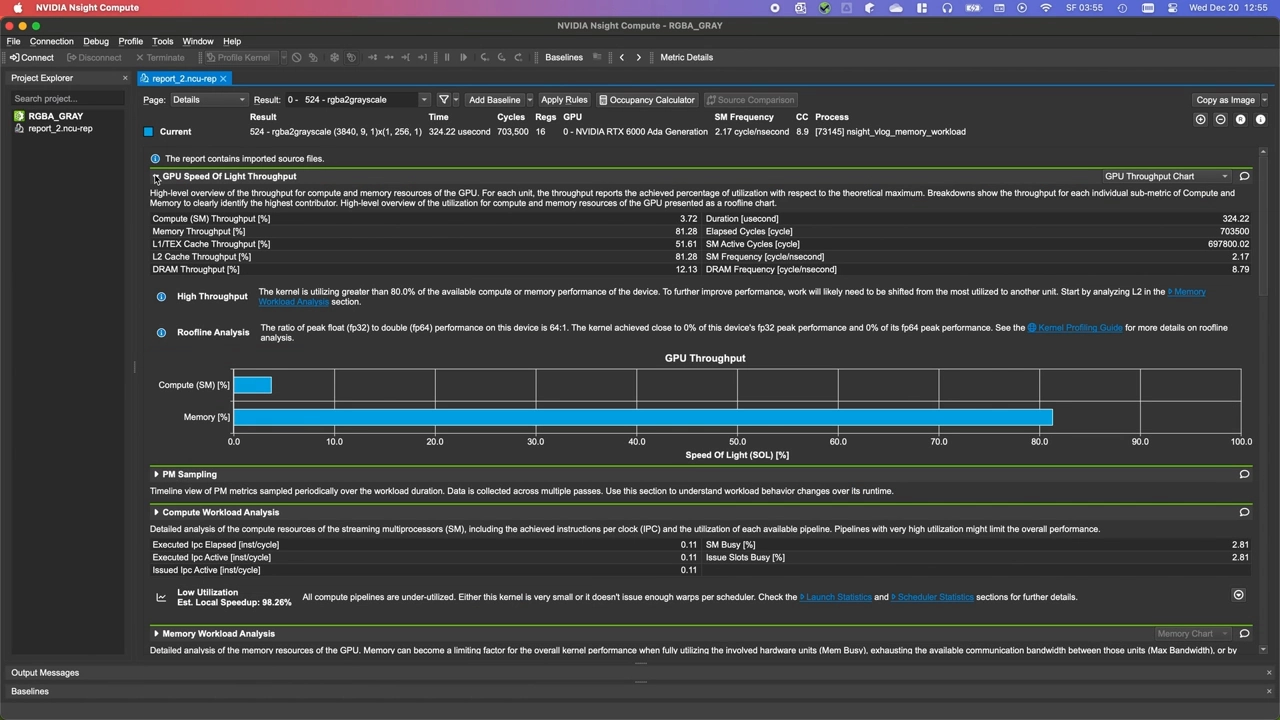 NVIDIA Nsight Compute
SF 03:55
Wed Dec 20 12:55
NVIDIA Nsight Compute - RGBA_GRAY
File Connection Debug Profile Tools Window Help
Connect Disconnect Terminate Profile Kernel Baselines Metric Details
Project Explorer
report_2.ncu-rep
Search project...
RGBA_GRAY
report_2.ncu-rep
Page: Details Result: 0 - 524 - rgba2grayscale Add Baseline Apply Rules Occupancy Calculator Source Comparison Copy as Image
Result Time Cycles Regs GPU SM Frequency CC Process
Current 524 - rgba2grayscale (3840, 9, 1)x(1, 256, 1) 324.22 usecond 703,500 16 0 - NVIDIA RTX 6000 Ada Generation 2.17 cycle/nsecond 8.9 [73145] nsight_vlog_memory_workload
The report contains imported source files.
GPU Speed Of Light Throughput
GPU Throughput Chart
High-level overview of the throughput for compute and memory resources of the GPU. For each unit, the throughput reports the achieved percentage of utilization with respect to the theoretical maximum. Breakdowns show the throughput for each individual sub-metric of Compute and
Memory to clearly identify the highest contributor. High-level overview of the utilization for compute and memory resources of the GPU presented as a roofline chart.
Compute (SM) Throughput [%] 3.72 Duration [usecond] 324.22
Memory Throughput [%] 81.28 Elapsed Cycles [cycle] 703500
L1/TEX Cache Throughput [%] 51.61 SM Active Cycles [cycle] 697800.02
L2 Cache Throughput [%] 81.28 SM Frequency [cycle/nsecond] 2.17
DRAM Throughput [%] 12.13 DRAM Frequency [cycle/nsecond] 8.79
High Throughput
The kernel is utilizing greater than 80.0% of the available compute or memory performance of the device. To further improve performance, work will likely need to be shifted from the most utilized to another unit. Start by analyzing L2 in the Memory
Workload Analysis section.
Roofline Analysis
The ratio of peak float (fp32) to double (fp64) performance on this device is 64:1. The kernel achieved close to 0% of this device's fp32 peak performance and 0% of its fp64 peak performance. See the Kernel Profiling Guide for more details on roofline
analysis.
GPU Throughput
Compute (SM) [%]
Memory [%]
0.0 10.0 20.0 30.0 40.0 50.0 60.0 70.0 80.0 90.0 100.0
Speed Of Light (SOL) [%]
PM Sampling
Timeline view of PM metrics sampled periodically over the workload duration. Data is collected across multiple passes. Use this section to understand workload behavior changes over its runtime.
Compute Workload Analysis
Detailed analysis of the compute resources of the streaming multiprocessors (SM), including the achieved instructions per clock (IPC) and the utilization of each available pipeline. Pipelines with very high utilization might limit the overall performance.
Executed Ipc Elapsed [inst/cycle] 0.11 SM Busy [%] 2.81
Executed Ipc Active [inst/cycle] 0.11 Issue Slots Busy [%] 2.81
Issued Ipc Active [inst/cycle] 0.11
Low Utilization
Est. Local Speedup: 98.26%
All compute pipelines are under-utilized. Either this kernel is very small or it doesn't issue enough warps per scheduler. Check the Launch Statistics and Scheduler Statistics sections for further details.
Memory Workload Analysis
Memory Chart
Detailed analysis of the memory resources of the GPU. Memory can become a limiting factor for the overall kernel performance when fully utilizing the involved hardware units (Mem Busy), exhausting the available communication bandwidth between those units (Max Bandwidth), or by
Output Messages
Baselines